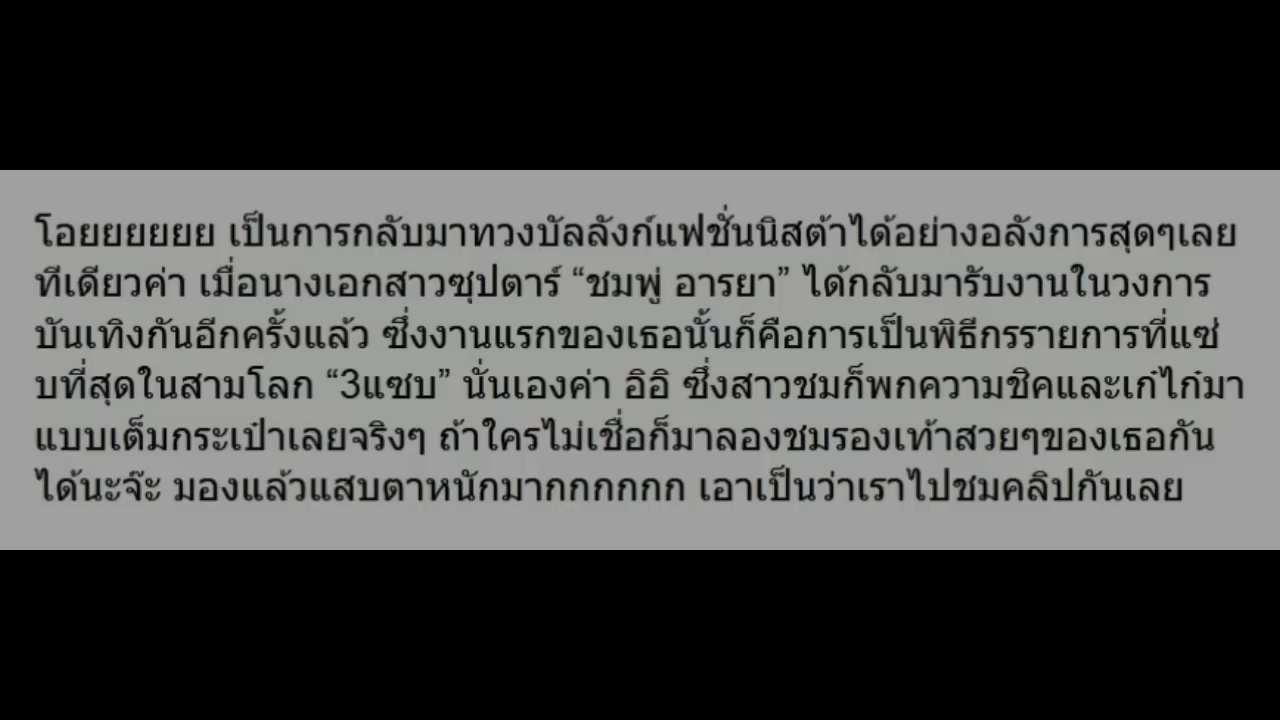 โอยยยยยย เป็นการกลับมาทวงบัลลังก์แฟชั่นนิสต้าได้อย่างอลังการสุดๆเลย
ทีเดียวค่า เมื่อนางเอกสาวซุปตาร์ “ชมพู่ อารยา” ได้กลับมารับงานในวงการ
บันเทิงกันอีกครั้งแล้ว ซึ่งงานแรกของเธอนั้นก็คือการเป็นพิธีกรรายการที่แซ่
บที่สุดในสามโลก “3แซบ” นั่นเองค่า อิอิ ซึ่งสาวชมก็พกความชิคและเก๋ไก๋มา
แบบเต็มกระเป๋าเลยจริงๆ ถ้าใครไม่เชื่อก็มาลองชมรองเท้าสวยๆของเธอกัน
ได้นะจ๊ะ มองแล้วแสบตาหนักมากกกกกก เอาเป็นว่าเราไปชมคลิปกันเลย